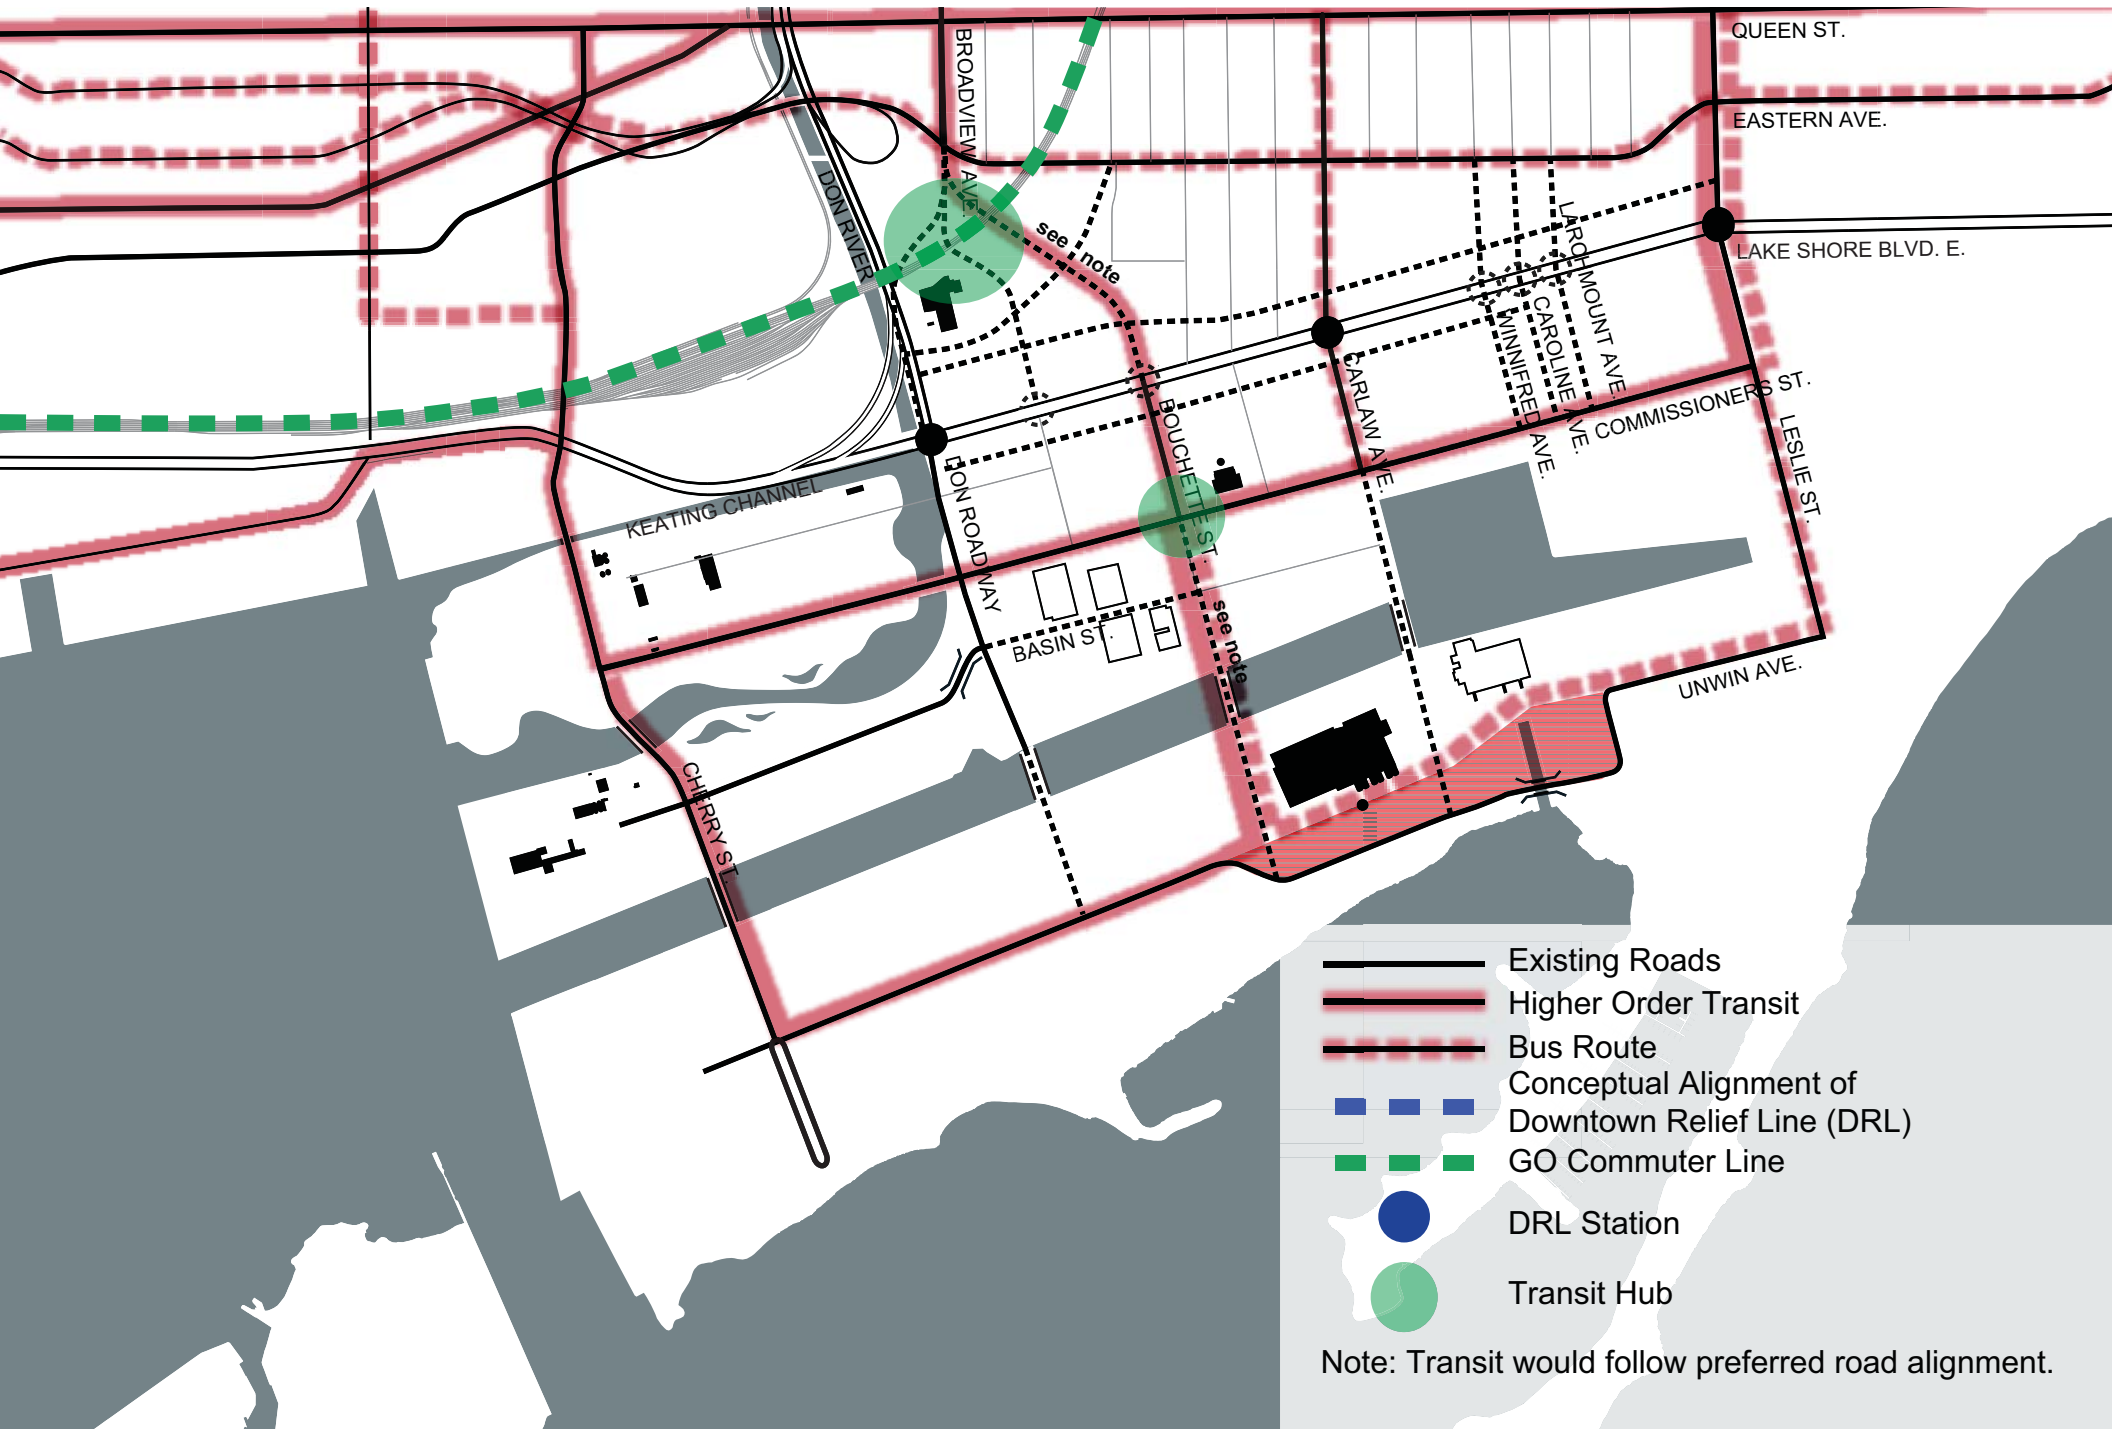 QUEEN ST.
BROADVIEW AVE.
EASTERN AVE.
DON RIVER
see note
LARCHMOUNT AVE.
LAKE SHORE BLVD. E.
CAROLINE AVE.
WINNIFRED AVE.
CARLAW AVE.
COMMISSIONERS ST.
BOUCHETTE ST.
LESLIE ST.
DON ROADWAY
KEATING CHANNEL
see note
BASIN ST.
UNWIN AVE.
CHERRY ST.
Existing Roads
Higher Order Transit
Bus Route
Conceptual Alignment of
Downtown Relief Line (DRL)
GO Commuter Line
DRL Station
Transit Hub
Note: Transit would follow preferred road alignment.